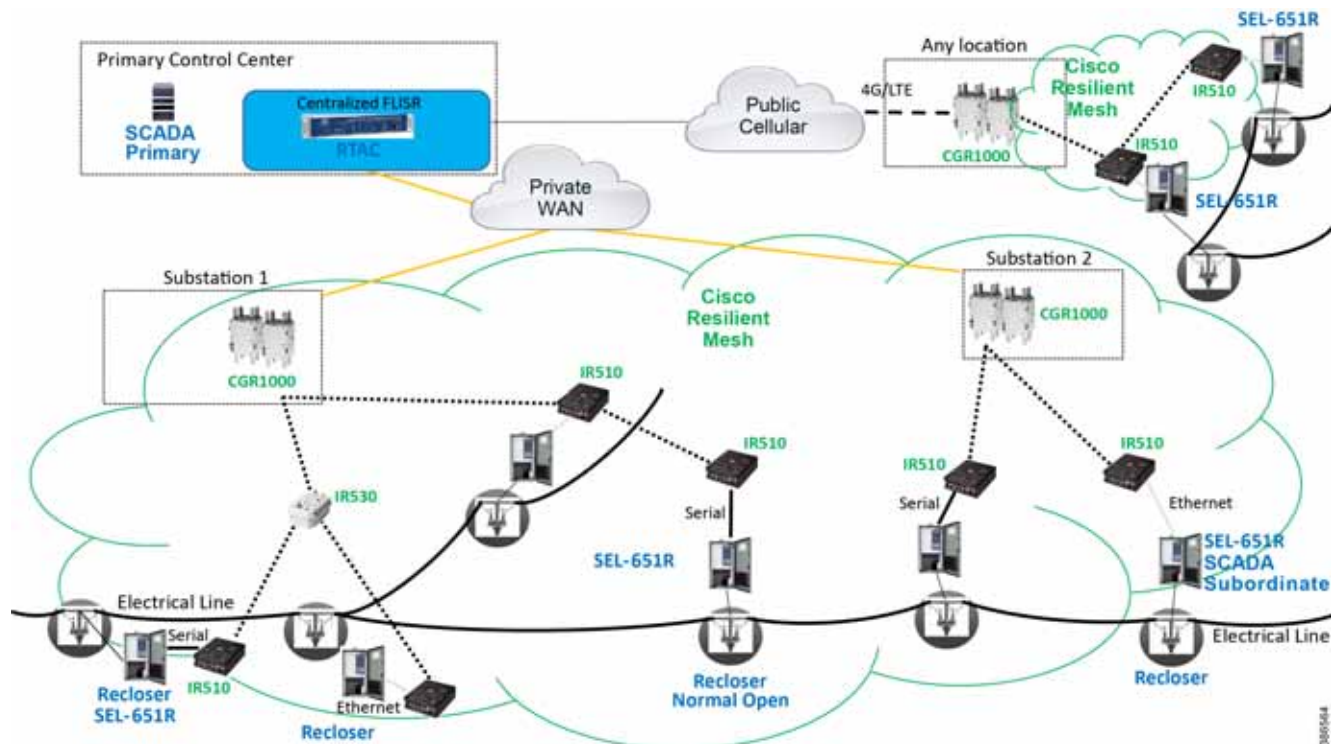 SEL-651R
Any location
Primary Control Center
Cisco
Resilient
Mesh
IR510
Centralized FLISR
4G/LTE
Public
Cellular
SCADA
Primary
RTAC
CGR1000
IR510
SEL-651R
Private
WAN
Substation 1
Substation 2
Cisco
Resilient
Mesh
CGR1000
CGR1000
IR510
IR510
IR510
IR510
IR530
Serial
Serial
Ethernet
SEL-651R
SEL-651R
SCADA
Subordinate
Electrical Line
Serial
Electrical Line
IR510
Recloser
SEL-651R
Ethernet
Recloser
Recloser
Normal Open
Recloser
386564